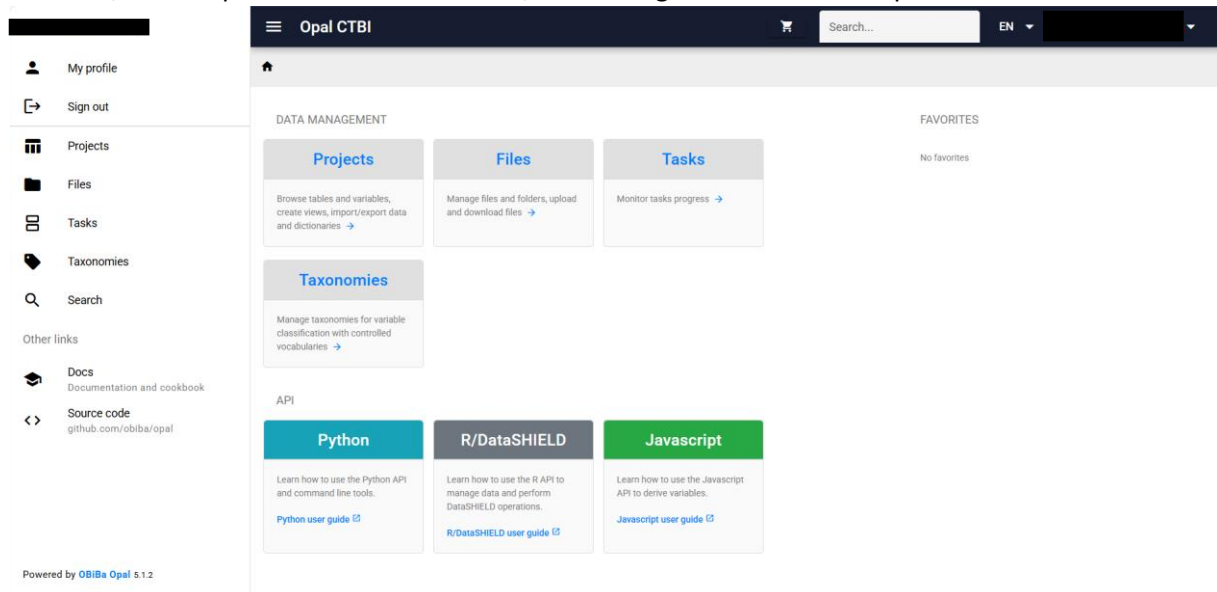 Opal CTBI
Search...
EN
My profile
Sign out
Projects
Files
Tasks
Taxonomies
Search
Other links
Docs
Documentation and cookbook
Source code
github.com/obiba/opal
Powered by OBiBa Opal 5.1.2
DATA MANAGEMENT
Projects
Browse tables and variables,
create views, import/export data
and dictionaries
Files
Manage files and folders, upload
and download files
Tasks
Monitor tasks progress
Taxonomies
Manage taxonomies for variable
classification with controlled
vocabularies
API
Python
Learn how to use the Python API
and command line tools.
Python user guide
R/DataSHIELD
Learn how to use the R API to
manage data and perform
DataSHIELD operations.
R/DataSHIELD user guide
Javascript
Learn how to use the Javascript
API to derive variables.
Javascript user guide
FAVORITES
No favorites